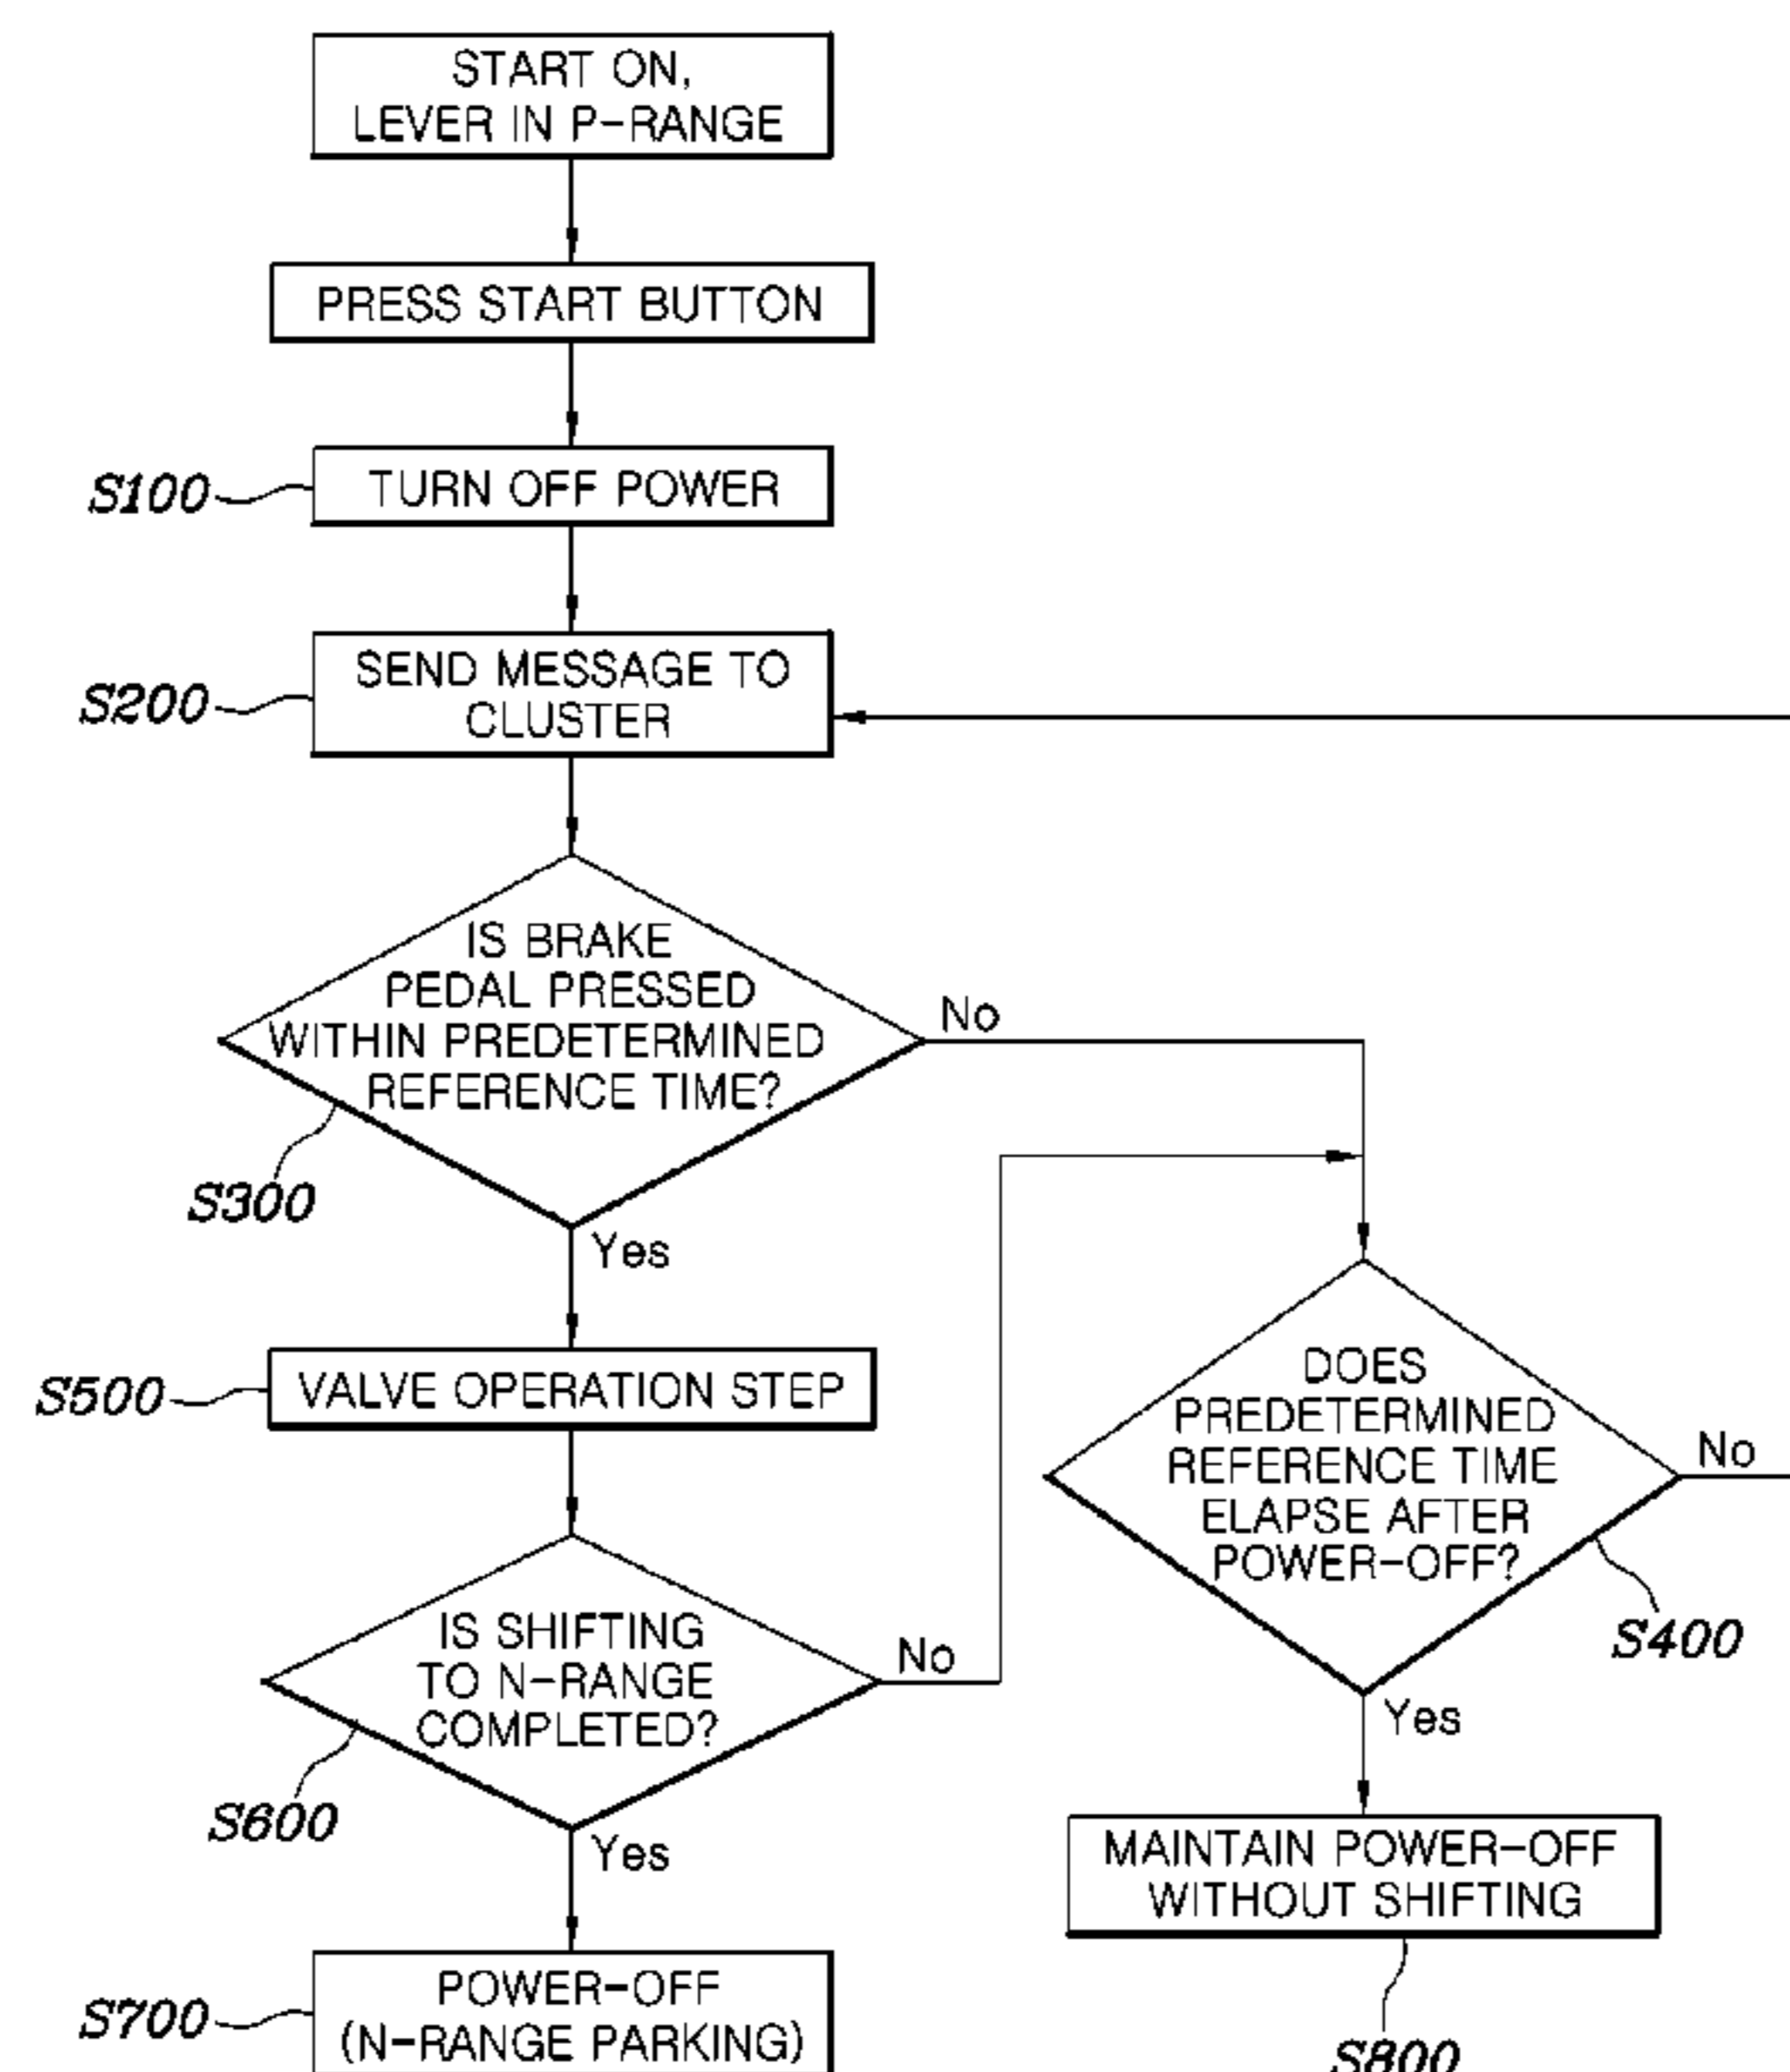 START ON,
LEVER IN P-RANGE
PRESS START BUTTON
S100
TURN OFF POWER
S200
SEND MESSAGE TO
CLUSTER
IS BRAKE
PEDAL PRESSED
WITHIN PREDETERMINED
REFERENCE TIME?
No
S300
Yes
S500
VALVE OPERATION STEP
DOES
PREDETERMINED
REFERENCE TIME
ELAPSE AFTER
POWER-OFF?
No
S400
Yes
IS SHIFTING
TO N-RANGE
COMPLETED?
No
S600
Yes
MAINTAIN POWER-OFF
WITHOUT SHIFTING
S800
S700
POWER-OFF
(N-RANGE PARKING)